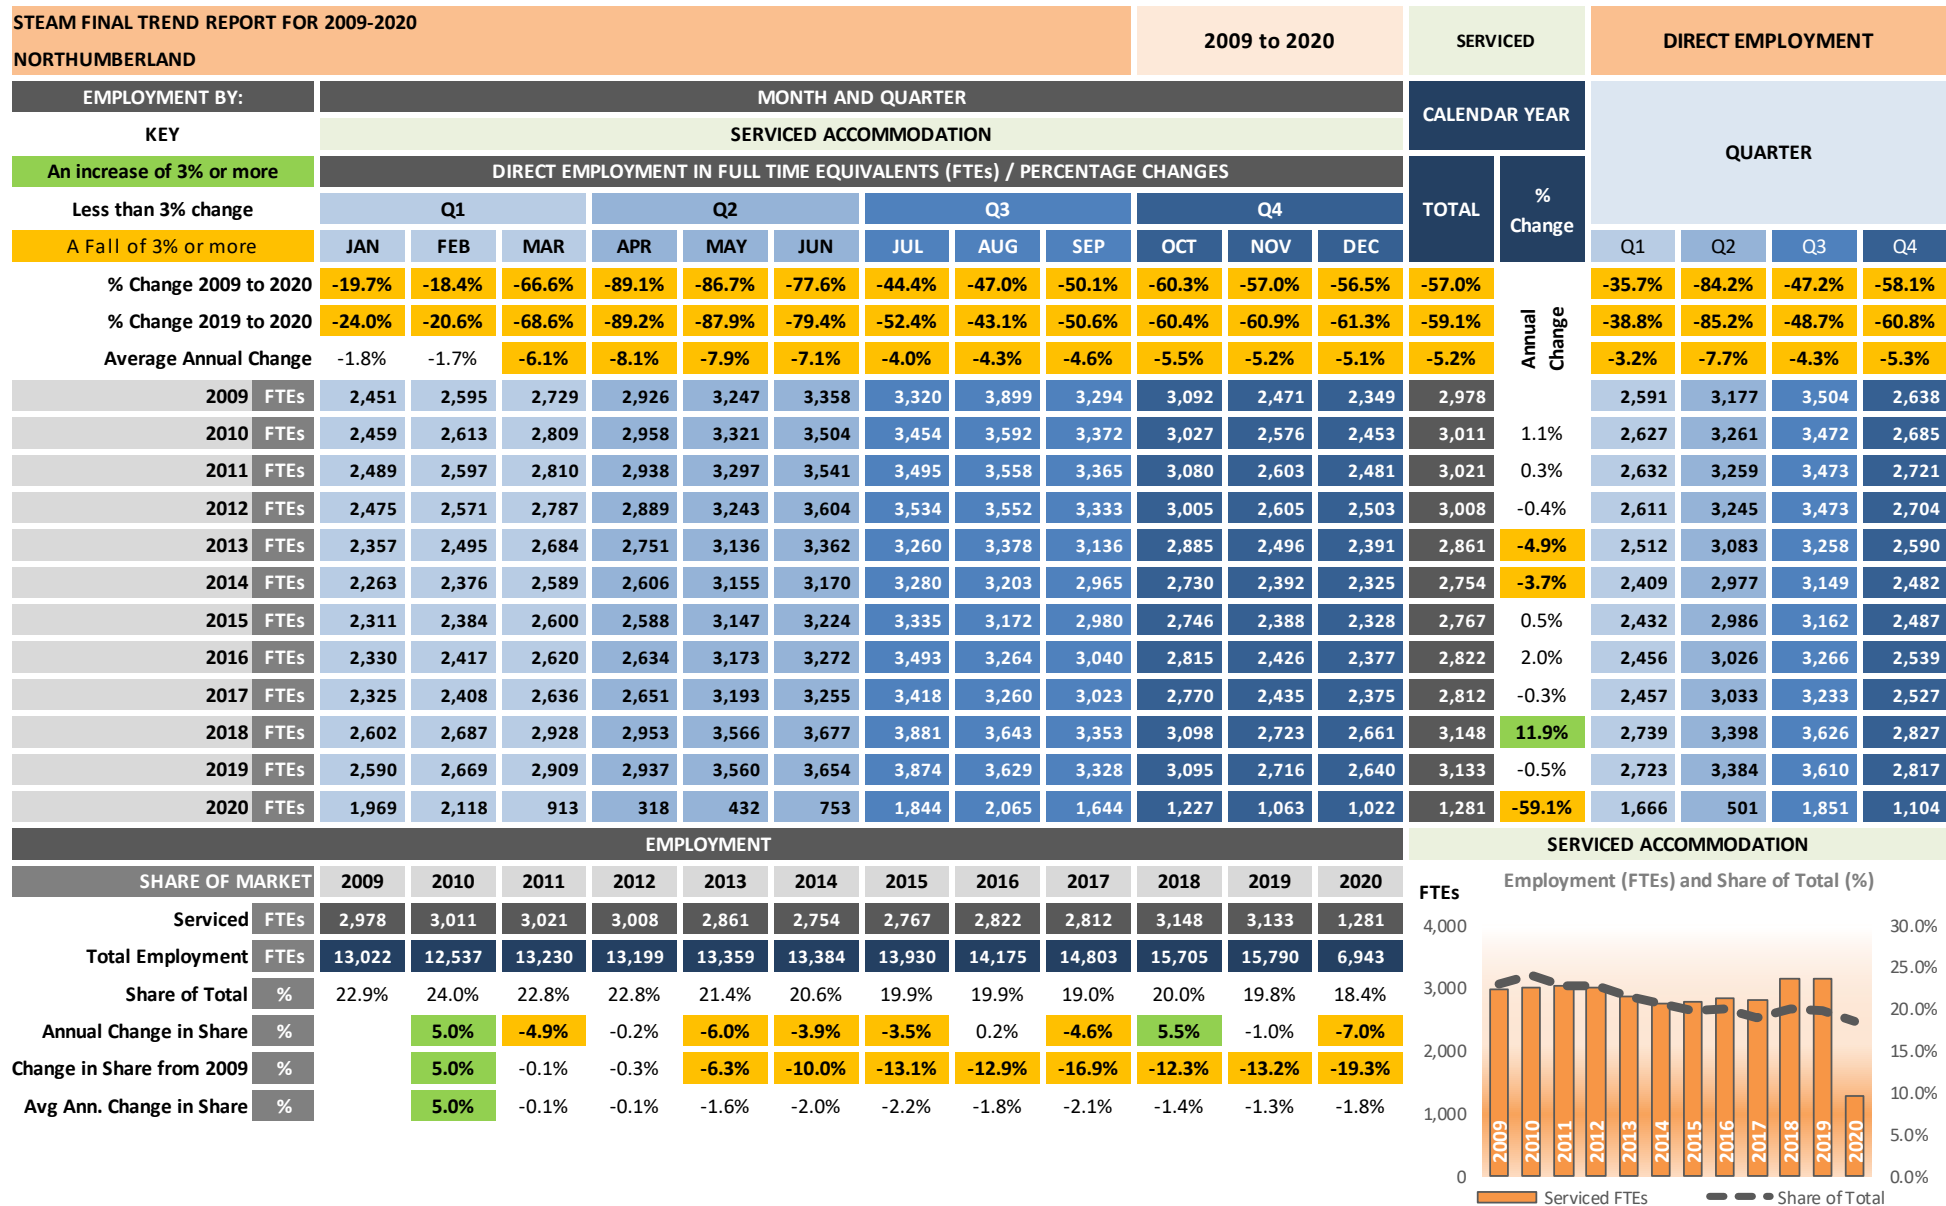 STEAM FINAL TREND REPORT FOR 2009-2020
NORTHUMBERLAND
2009 to 2020
SERVICED
DIRECT EMPLOYMENT
EMPLOYMENT BY:
MONTH AND QUARTER
CALENDAR YEAR
QUARTER
KEY
SERVICED ACCOMMODATION
An increase of 3% or more
DIRECT EMPLOYMENT IN FULL TIME EQUIVALENTS (FTEs) / PERCENTAGE CHANGES
TOTAL
% Change
Less than 3% change
Q1 Q2 Q3 Q4
A Fall of 3% or more
JAN FEB MAR APR MAY JUN JUL AUG SEP OCT NOV DEC Q1 Q2 Q3 Q4
% Change 2009 to 2020 -19.7% -18.4% -66.6% -89.1% -86.7% -77.6% -44.4% -47.0% -50.1% -60.3% -57.0% -56.5% -57.0% -35.7% -84.2% -47.2% -58.1%
% Change 2019 to 2020 -24.0% -20.6% -68.6% -89.2% -87.9% -79.4% -52.4% -43.1% -50.6% -60.4% -60.9% -61.3% -59.1% -38.8% -85.2% -48.7% -60.8%
Average Annual Change -1.8% -1.7% -6.1% -8.1% -7.9% -7.1% -4.0% -4.3% -4.6% -5.5% -5.2% -5.1% -5.2% -3.2% -7.7% -4.3% -5.3%
Annual Change
2009 FTEs 2,451 2,595 2,729 2,926 3,247 3,358 3,320 3,899 3,294 3,092 2,471 2,349 2,978 2,591 3,177 3,504 2,638
2010 FTEs 2,459 2,613 2,809 2,958 3,321 3,504 3,454 3,592 3,372 3,027 2,576 2,453 3,011 1.1% 2,627 3,261 3,472 2,685
2011 FTEs 2,489 2,597 2,810 2,938 3,297 3,541 3,495 3,558 3,365 3,080 2,603 2,481 3,021 0.3% 2,632 3,259 3,473 2,721
2012 FTEs 2,475 2,571 2,787 2,889 3,243 3,604 3,534 3,552 3,333 3,005 2,605 2,503 3,008 -0.4% 2,611 3,245 3,473 2,704
2013 FTEs 2,357 2,495 2,684 2,751 3,136 3,362 3,260 3,378 3,136 2,885 2,496 2,391 2,861 -4.9% 2,512 3,083 3,258 2,590
2014 FTEs 2,263 2,376 2,589 2,606 3,155 3,170 3,280 3,203 2,965 2,730 2,392 2,325 2,754 -3.7% 2,409 2,977 3,149 2,482
2015 FTEs 2,311 2,384 2,600 2,588 3,147 3,224 3,335 3,172 2,980 2,746 2,388 2,328 2,767 0.5% 2,432 2,986 3,162 2,487
2016 FTEs 2,330 2,417 2,620 2,634 3,173 3,272 3,493 3,264 3,040 2,815 2,426 2,377 2,822 2.0% 2,456 3,026 3,266 2,539
2017 FTEs 2,325 2,408 2,636 2,651 3,193 3,255 3,418 3,260 3,023 2,770 2,435 2,375 2,812 -0.3% 2,457 3,033 3,233 2,527
2018 FTEs 2,602 2,687 2,928 2,953 3,566 3,677 3,881 3,643 3,353 3,098 2,723 2,661 3,148 11.9% 2,739 3,398 3,626 2,827
2019 FTEs 2,590 2,669 2,909 2,937 3,560 3,654 3,874 3,629 3,328 3,095 2,716 2,640 3,133 -0.5% 2,723 3,384 3,610 2,817
2020 FTEs 1,969 2,118 913 318 432 753 1,844 2,065 1,644 1,227 1,063 1,022 1,281 -59.1% 1,666 501 1,851 1,104
EMPLOYMENT
SHARE OF MARKET 2009 2010 2011 2012 2013 2014 2015 2016 2017 2018 2019 2020
Serviced FTEs 2,978 3,011 3,021 3,008 2,861 2,754 2,767 2,822 2,812 3,148 3,133 1,281
Total Employment FTEs 13,022 12,537 13,230 13,199 13,359 13,384 13,930 14,175 14,803 15,705 15,790 6,943
Share of Total % 22.9% 24.0% 22.8% 22.8% 21.4% 20.6% 19.9% 19.9% 19.0% 20.0% 19.8% 18.4%
Annual Change in Share % 5.0% -4.9% -0.2% -6.0% -3.9% -3.5% 0.2% -4.6% 5.5% -1.0% -7.0%
Change in Share from 2009 % 5.0% -0.1% -0.3% -6.3% -10.0% -13.1% -12.9% -16.9% -12.3% -13.2% -19.3%
Avg Ann. Change in Share % 5.0% -0.1% -0.1% -1.6% -2.0% -2.2% -1.8% -2.1% -1.4% -1.3% -1.8%
SERVICED ACCOMMODATION
Employment (FTEs) and Share of Total (%)
FTEs
4,000 30.0%
25.0%
3,000
20.0%
2,000 15.0%
10.0%
1,000
5.0%
0 0.0%
2009 2010 2011 2012 2013 2014 2015 2016 2017 2018 2019 2020
Serviced FTEs Share of Total